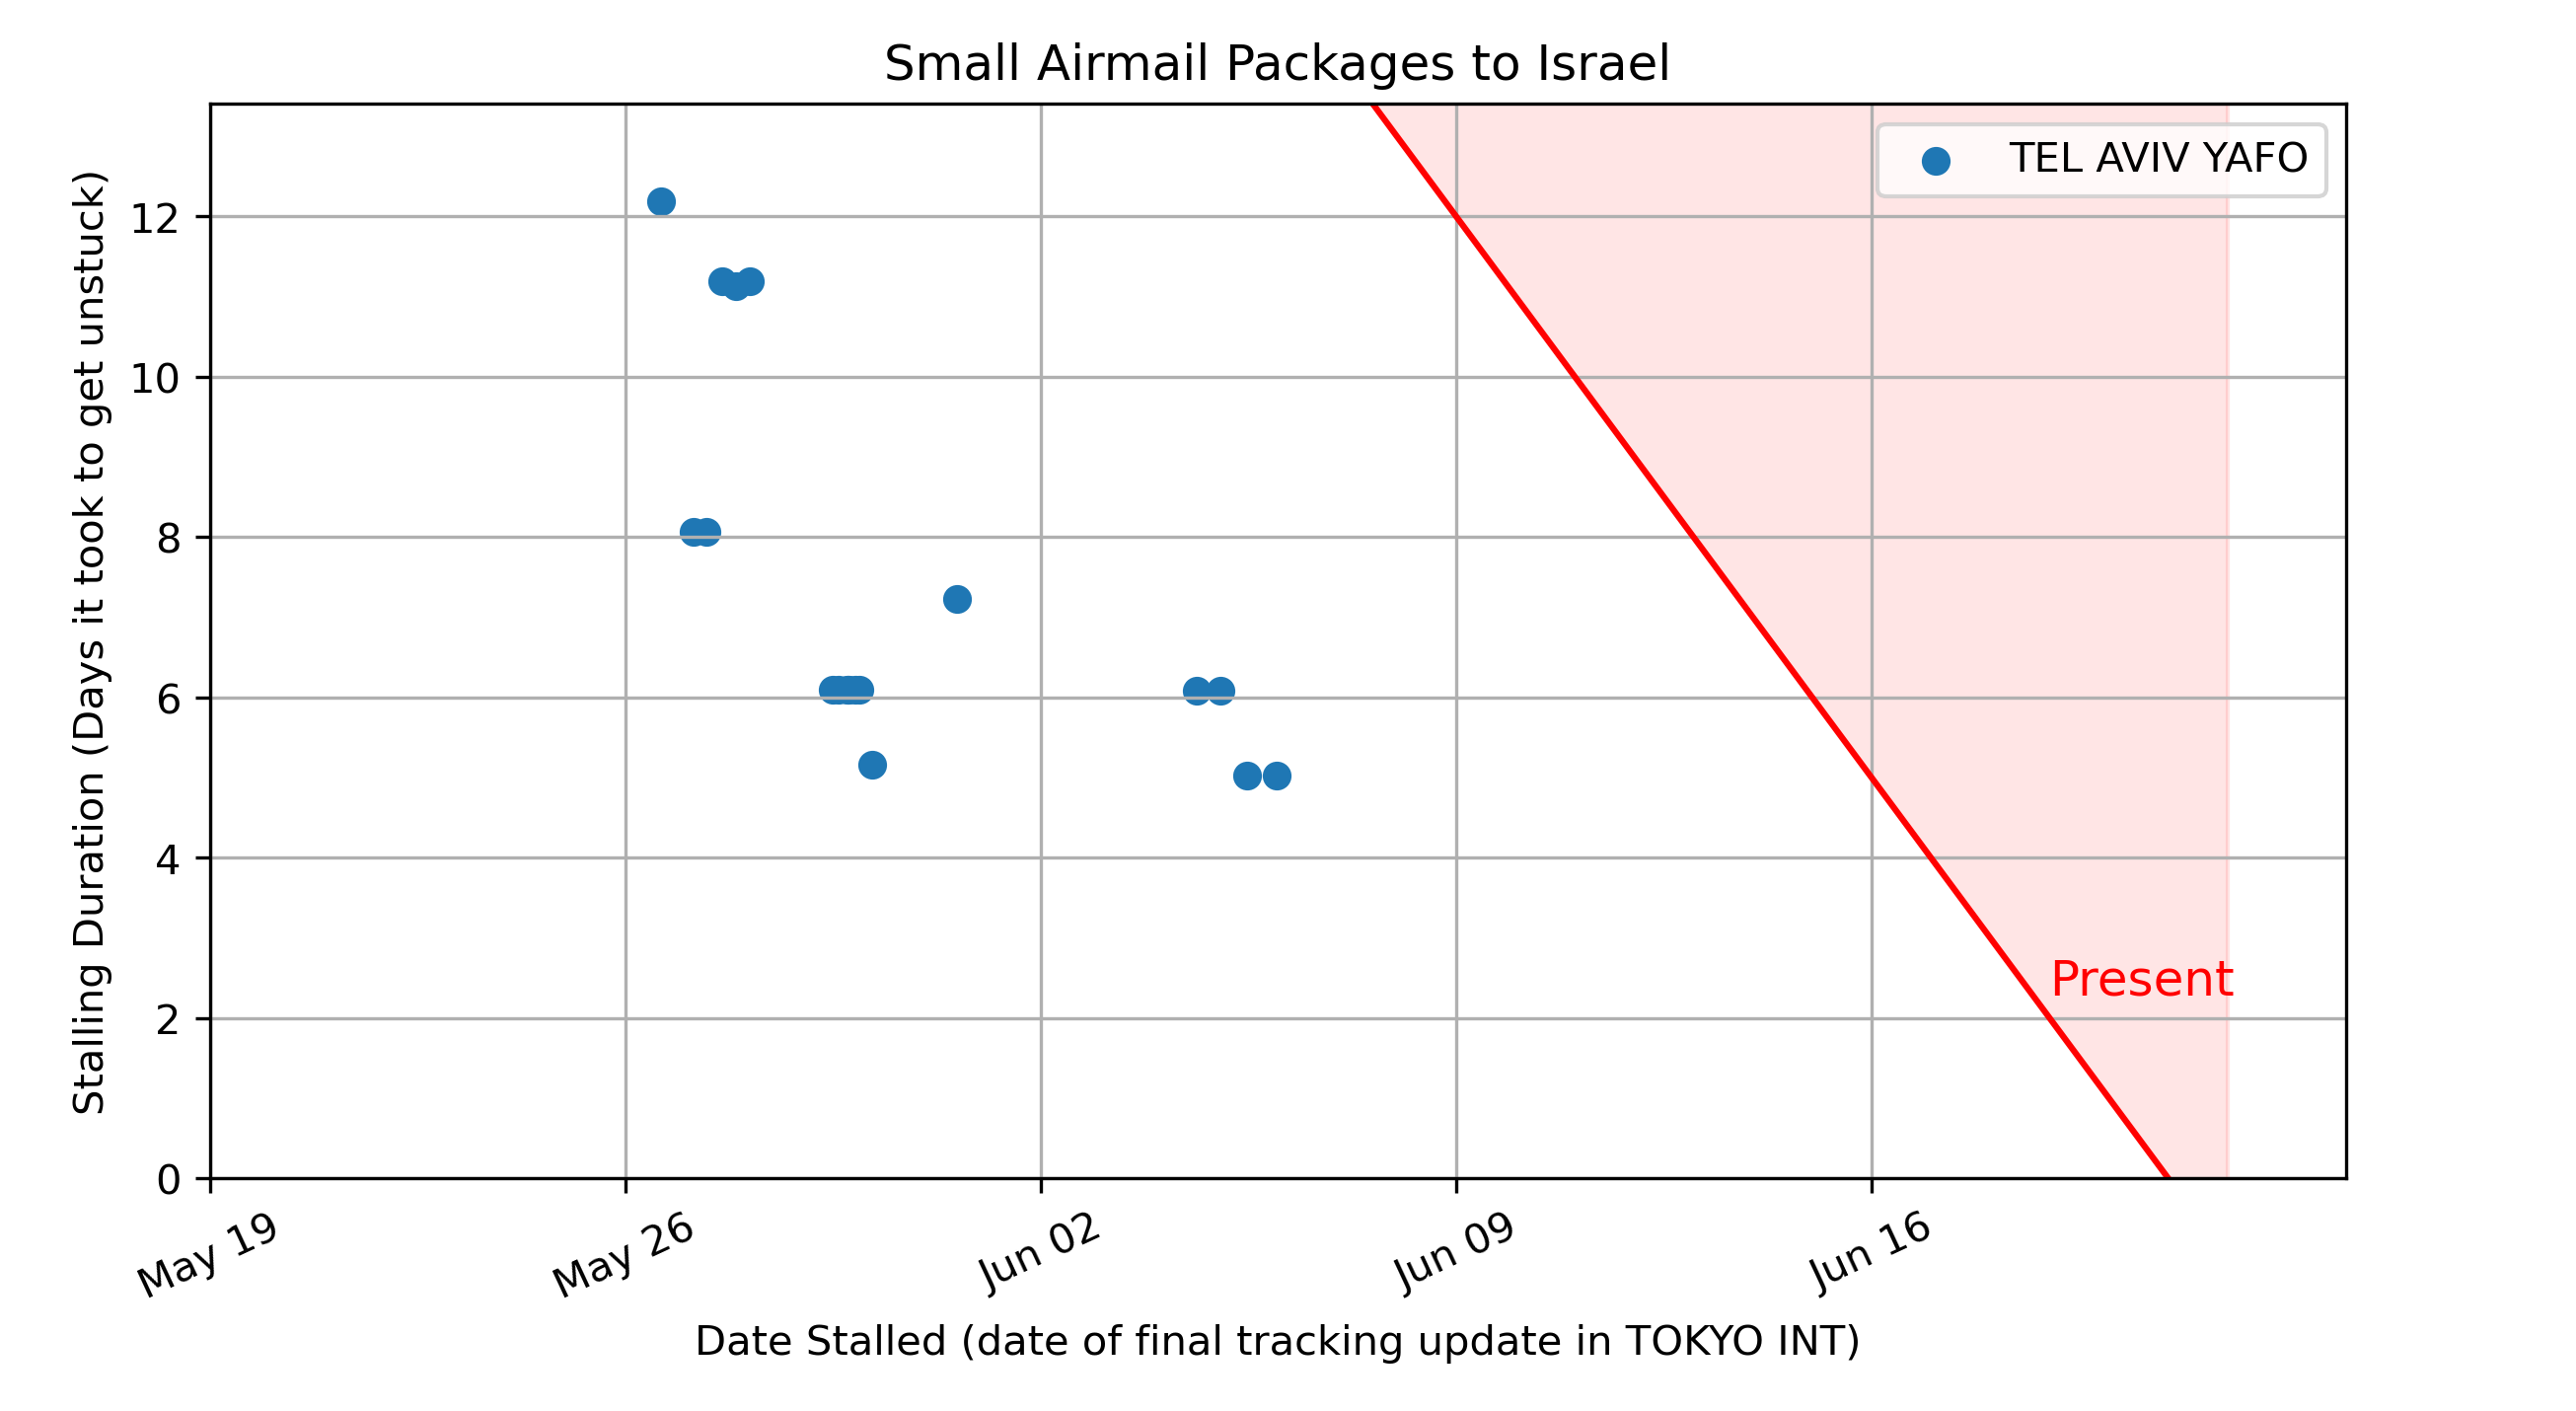 Small Airmail Packages to Israel
TEL AVIV YAFO
Stalling Duration (Days it took to get unstuck)
12
10
8
6
4
2
0
Present
May 19
May 26
Jun 02
Jun 09
Jun 16
Date Stalled (date of final tracking update in TOKYO INT)